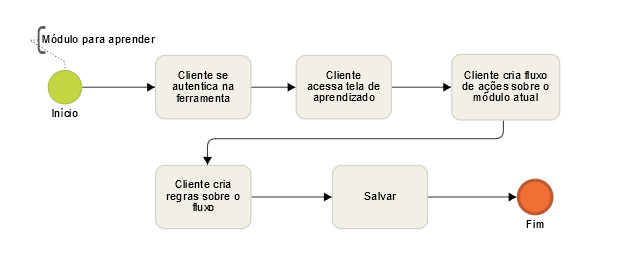 Módulo para aprender
Início
Cliente se
autentica na
ferramenta
Cliente
acessa tela de
aprendizado
Cliente cria fluxo
de ações sobre o
módulo atual
Cliente cria
regras sobre o
fluxo
Salvar
Fim